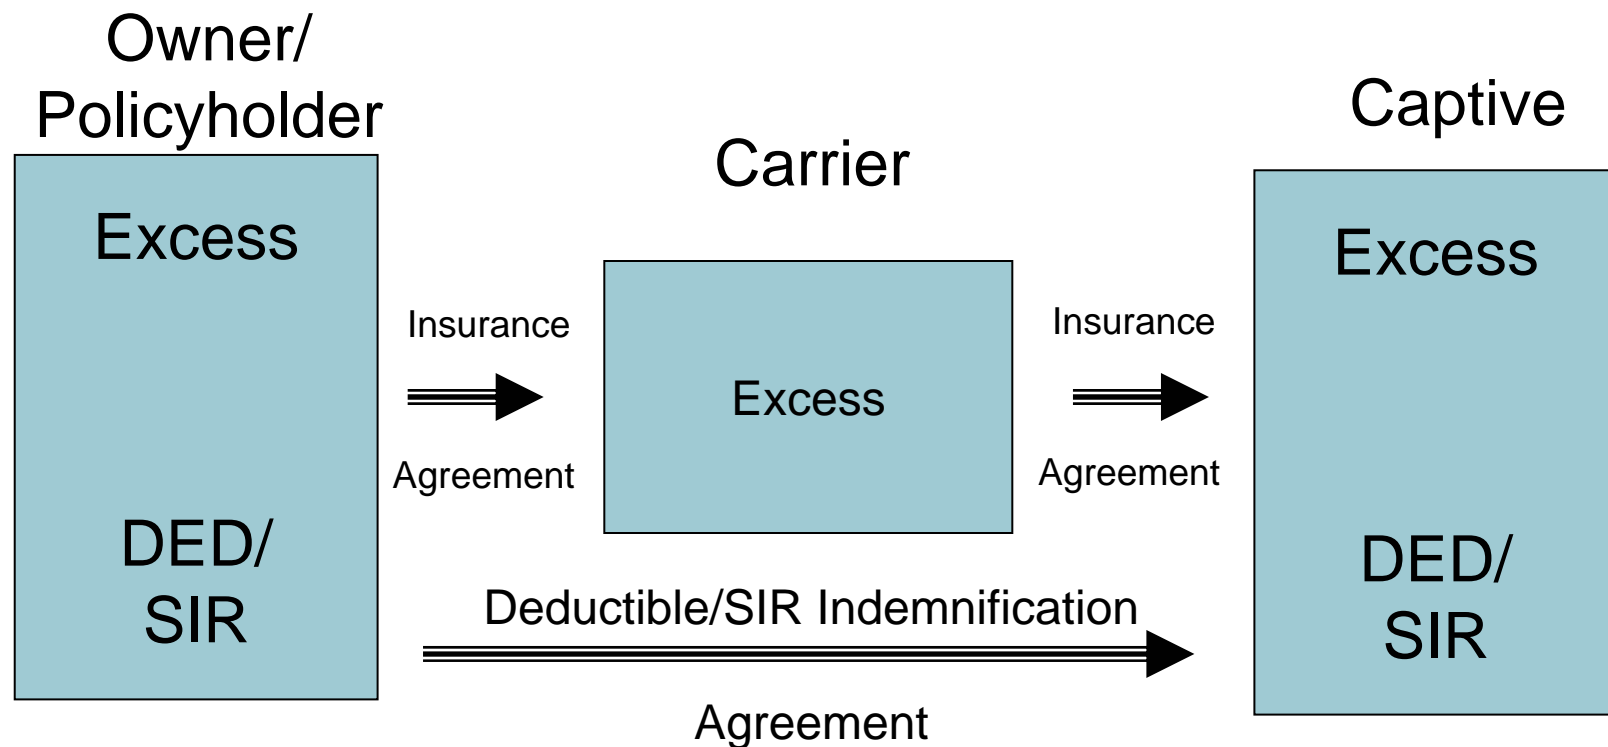 Owner/
Policyholder
Excess
DED/
SIR
Insurance
Agreement
Carrier
Excess
Insurance
Agreement
Captive
Excess
DED/
SIR
Deductible/SIR Indemnification
Agreement